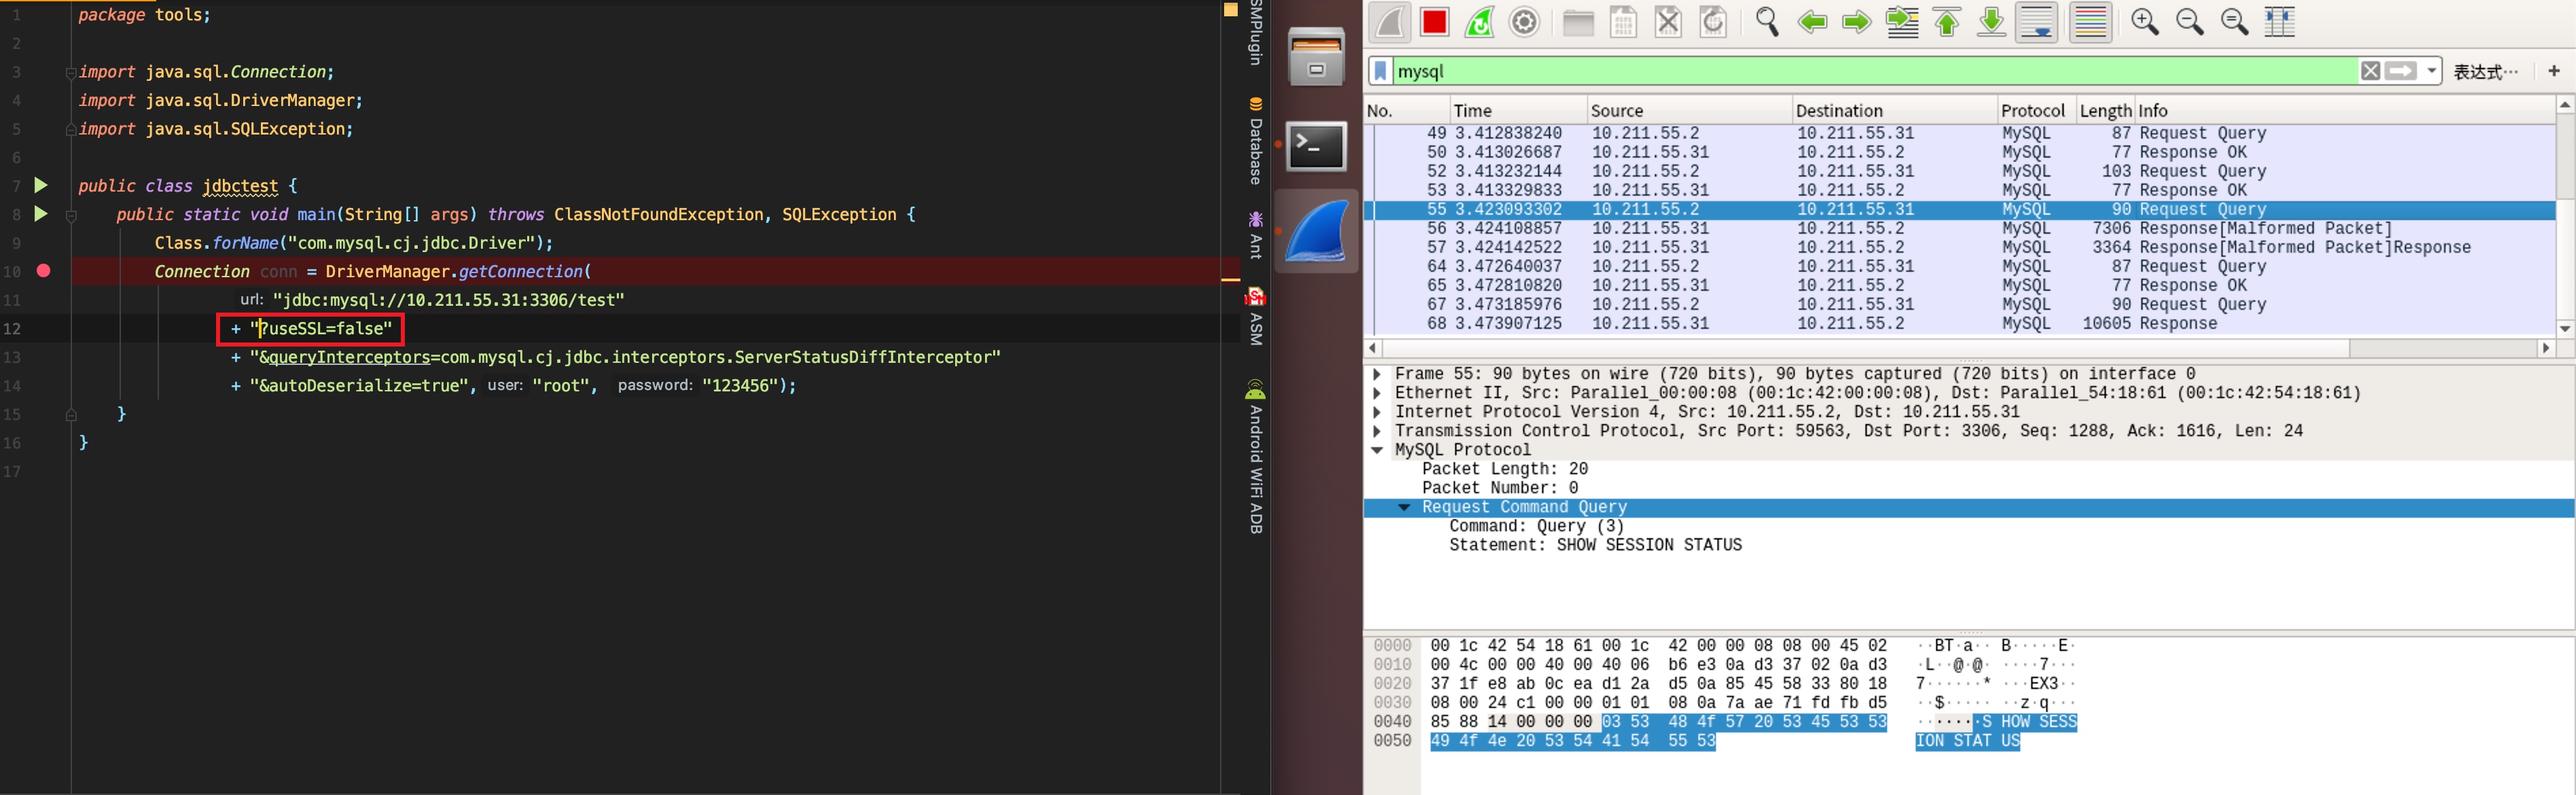 1 package tools;
2
3 import java.sql.Connection;
4 import java.sql.DriverManager;
5 import java.sql.SQLException;
6
7 public class jdbctest {
8 public static void main(String[] args) throws ClassNotFoundException, SQLException {
9 Class.forName("com.mysql.cj.jdbc.Driver");
10 Connection conn = DriverManager.getConnection(
11 url: "jdbc:mysql://10.211.55.31:3306/test"
12 + "?useSSL=false"
13 + "&queryInterceptors=com.mysql.cj.jdbc.interceptors.ServerStatusDiffInterceptor"
14 + "&autoDeserialize=true", user: "root", password: "123456");
15 }
16 }
17
SMPlugin
Database
Ant
ASM
Android WiFi ADB
mysql
表达式…
+
No. Time Source Destination Protocol Length Info
49 3.412838240 10.211.55.2 10.211.55.31 MySQL 87 Request Query
50 3.413026687 10.211.55.31 10.211.55.2 MySQL 77 Response OK
52 3.413232144 10.211.55.2 10.211.55.31 MySQL 103 Request Query
53 3.413329833 10.211.55.31 10.211.55.2 MySQL 77 Response OK
55 3.423093302 10.211.55.2 10.211.55.31 MySQL 90 Request Query
56 3.424108857 10.211.55.31 10.211.55.2 MySQL 7306 Response[Malformed Packet]
57 3.424142522 10.211.55.31 10.211.55.2 MySQL 3364 Response[Malformed Packet]Response
64 3.472640037 10.211.55.2 10.211.55.31 MySQL 87 Request Query
65 3.472810820 10.211.55.31 10.211.55.2 MySQL 77 Response OK
67 3.473185976 10.211.55.2 10.211.55.31 MySQL 90 Request Query
68 3.473907125 10.211.55.31 10.211.55.2 MySQL 10605 Response
Frame 55: 90 bytes on wire (720 bits), 90 bytes captured (720 bits) on interface 0
Ethernet II, Src: Parallel_00:00:08 (00:1c:42:00:00:08), Dst: Parallel_54:18:61 (00:1c:42:54:18:61)
Internet Protocol Version 4, Src: 10.211.55.2, Dst: 10.211.55.31
Transmission Control Protocol, Src Port: 59563, Dst Port: 3306, Seq: 1288, Ack: 1616, Len: 24
MySQL Protocol
Packet Length: 20
Packet Number: 0
Request Command Query
Command: Query (3)
Statement: SHOW SESSION STATUS
0000 00 1c 42 54 18 61 00 1c 42 00 00 08 08 00 45 02 ··BT·a·· B·····E·
0010 00 4c 00 00 40 00 40 06 b6 e3 0a d3 37 02 0a d3 ·L··@·@· ····7···
0020 37 1f e8 ab 0c ea d1 2a d5 0a 85 45 58 33 80 18 7······* ···EX3··
0030 08 00 24 c1 00 00 01 01 08 0a 7a ae 71 fd fb d5 ··$····· ··z·q···
0040 85 88 14 00 00 00 03 53 48 4f 57 20 53 45 53 53 ·······S HOW SESS
0050 49 4f 4e 20 53 54 41 54 55 53 ION STAT US